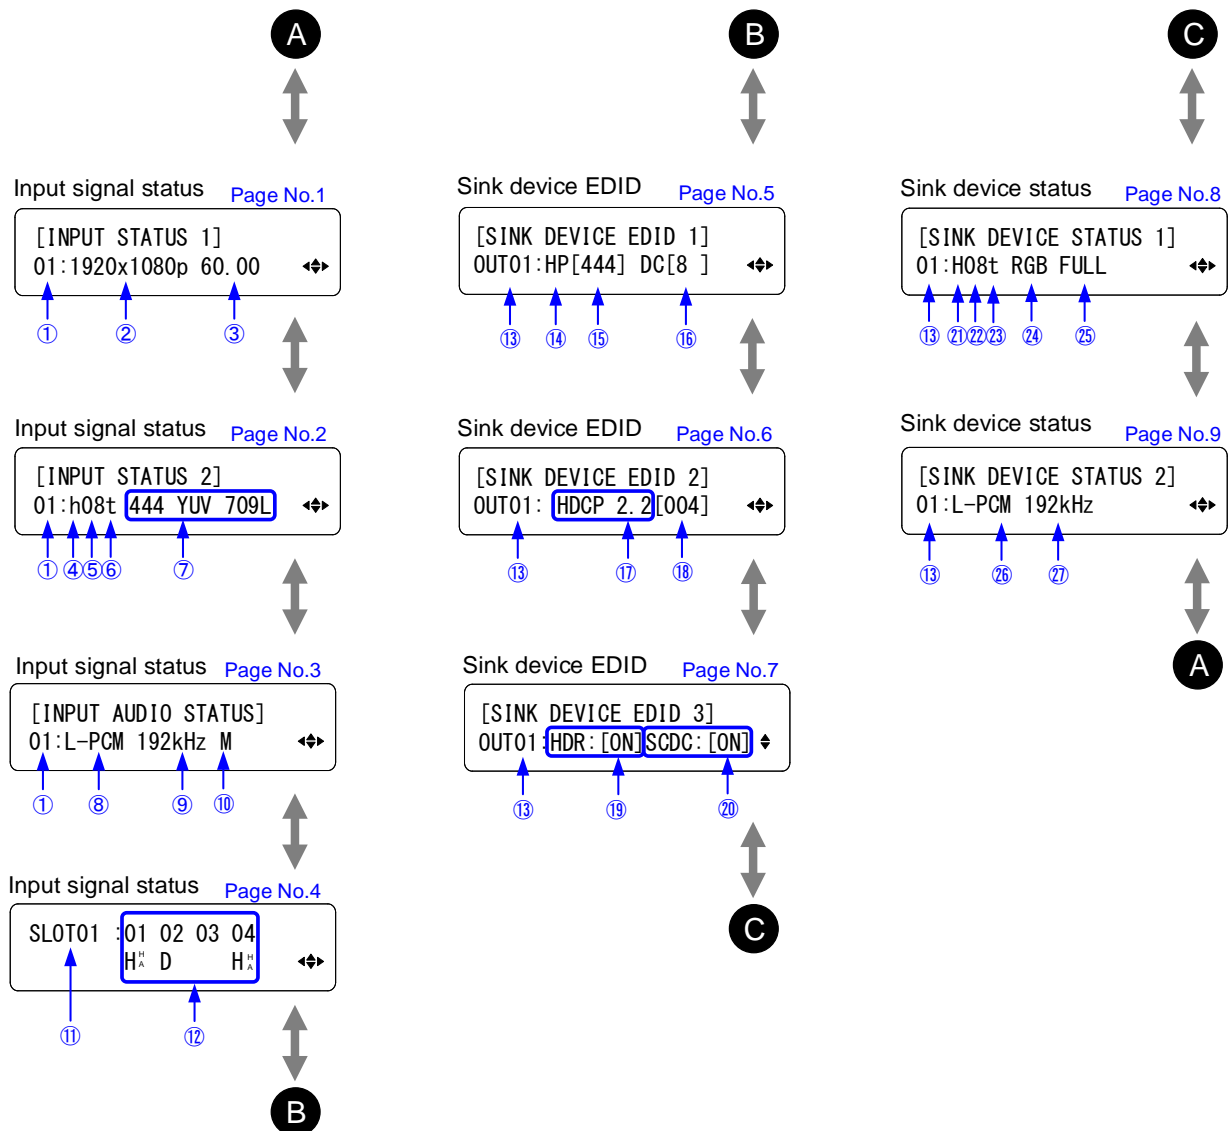 A
Input signal status Page No.1
[INPUT STATUS 1]
01:1920x1080p 60.00
① ② ③
Input signal status Page No.2
[INPUT STATUS 2]
01:h08t 444 YUV 709L
① ④⑤⑥ ⑦
Input signal status Page No.3
[INPUT AUDIO STATUS]
01:L-PCM 192kHz M
① ⑧ ⑨ ⑩
Input signal status Page No.4
SLOT01 :01 02 03 04
H HA D H HA
⑪ ⑫
B
B
Sink device EDID Page No.5
[SINK DEVICE EDID 1]
OUT01:HP[444] DC[8 ]
⑬ ⑭ ⑮ ⑯
Sink device EDID Page No.6
[SINK DEVICE EDID 2]
OUT01: HDCP 2.2[004]
⑬ ⑰ ⑱
Sink device EDID Page No.7
[SINK DEVICE EDID 3]
OUT01:HDR:[ON]SCDC:[ON]
⑬ ⑲ ⑳
C
C
Sink device status Page No.8
[SINK DEVICE STATUS 1]
01:H08t RGB FULL
⑬ ㉑㉒㉓ ㉔ ㉕
Sink device status Page No.9
[SINK DEVICE STATUS 2]
01:L-PCM 192kHz
⑬ ㉖ ㉗
A